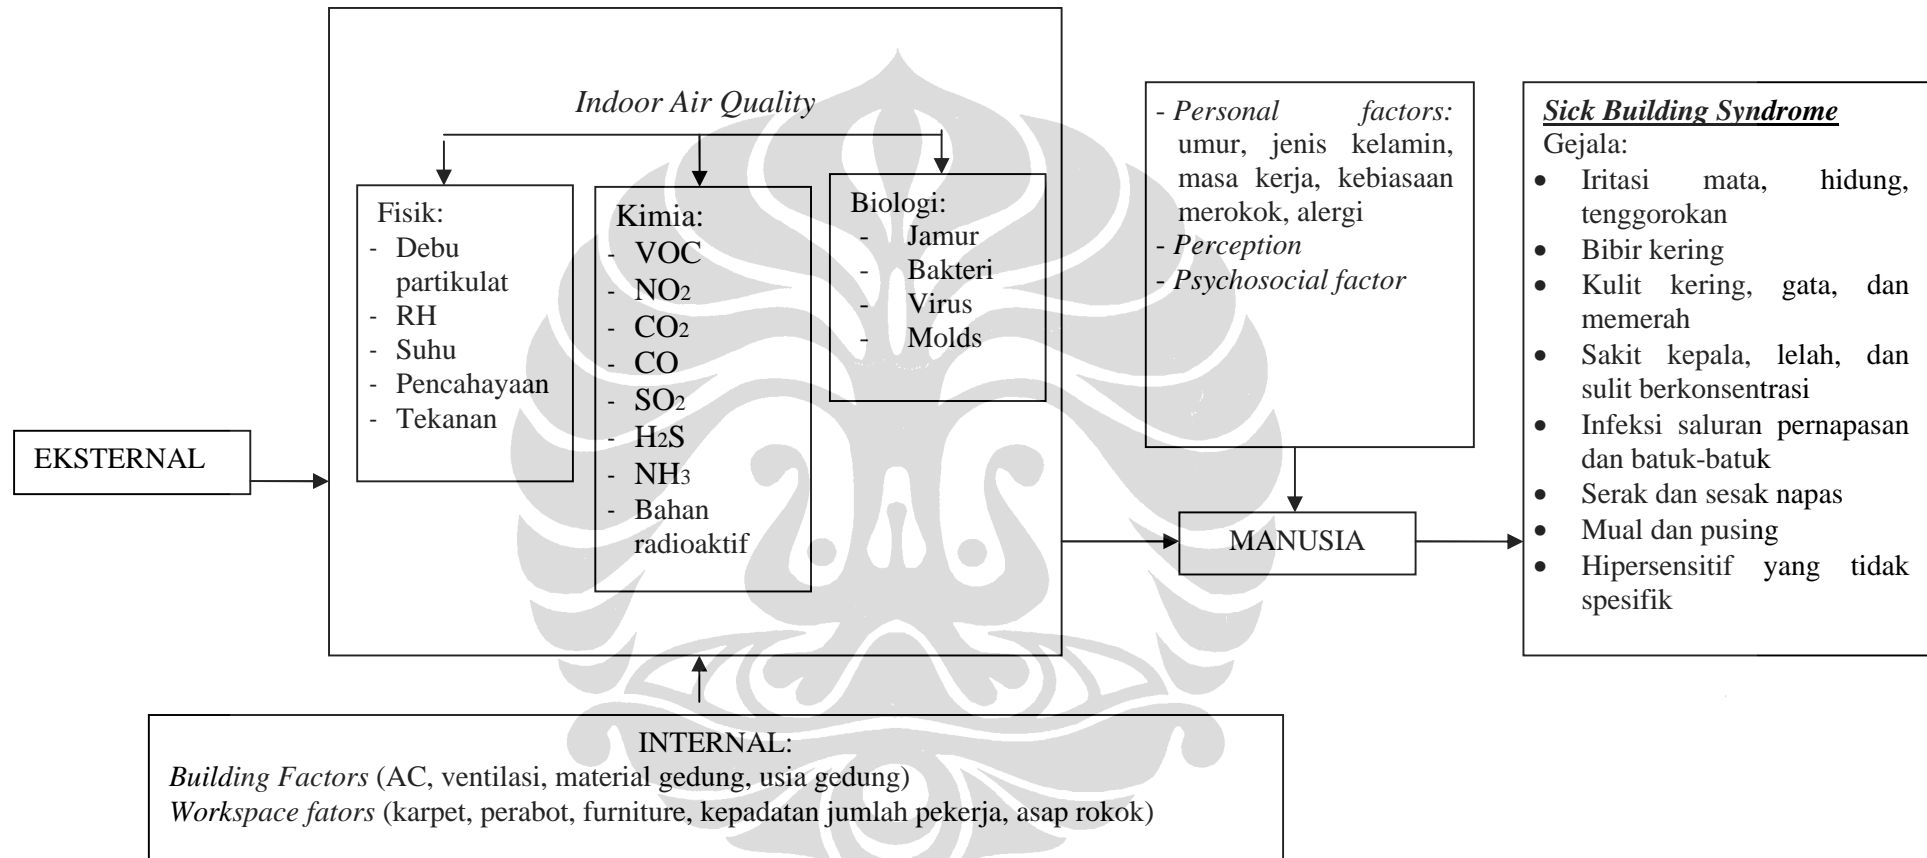 Indoor Air Quality
Fisik:
- Debu
partikulat
- RH
- Suhu
- Pencahayaan
- Tekanan
Kimia:
- VOC
- NO2
- CO2
- CO
- SO2
- H2S
- NH3
- Bahan
radioaktif
Biologi:
- Jamur
- Bakteri
- Virus
- Molds
- Personal factors:
umur, jenis kelamin,
masa kerja, kebiasaan
merokok, alergi
- Perception
- Psychosocial factor
Sick Building Syndrome
Gejala:
• Iritasi mata, hidung,
tenggorokan
• Bibir kering
• Kulit kering, gata, dan
memerah
• Sakit kepala, lelah, dan
sulit berkonsentrasi
• Infeksi saluran pernapasan
dan batuk-batuk
• Serak dan sesak napas
• Mual dan pusing
• Hipersensitif yang tidak
spesifik
EKSTERNAL
MANUSIA
INTERNAL:
Building Factors (AC, ventilasi, material gedung, usia gedung)
Workspace fators (karpet, perabot, furniture, kepadatan jumlah pekerja, asap rokok)